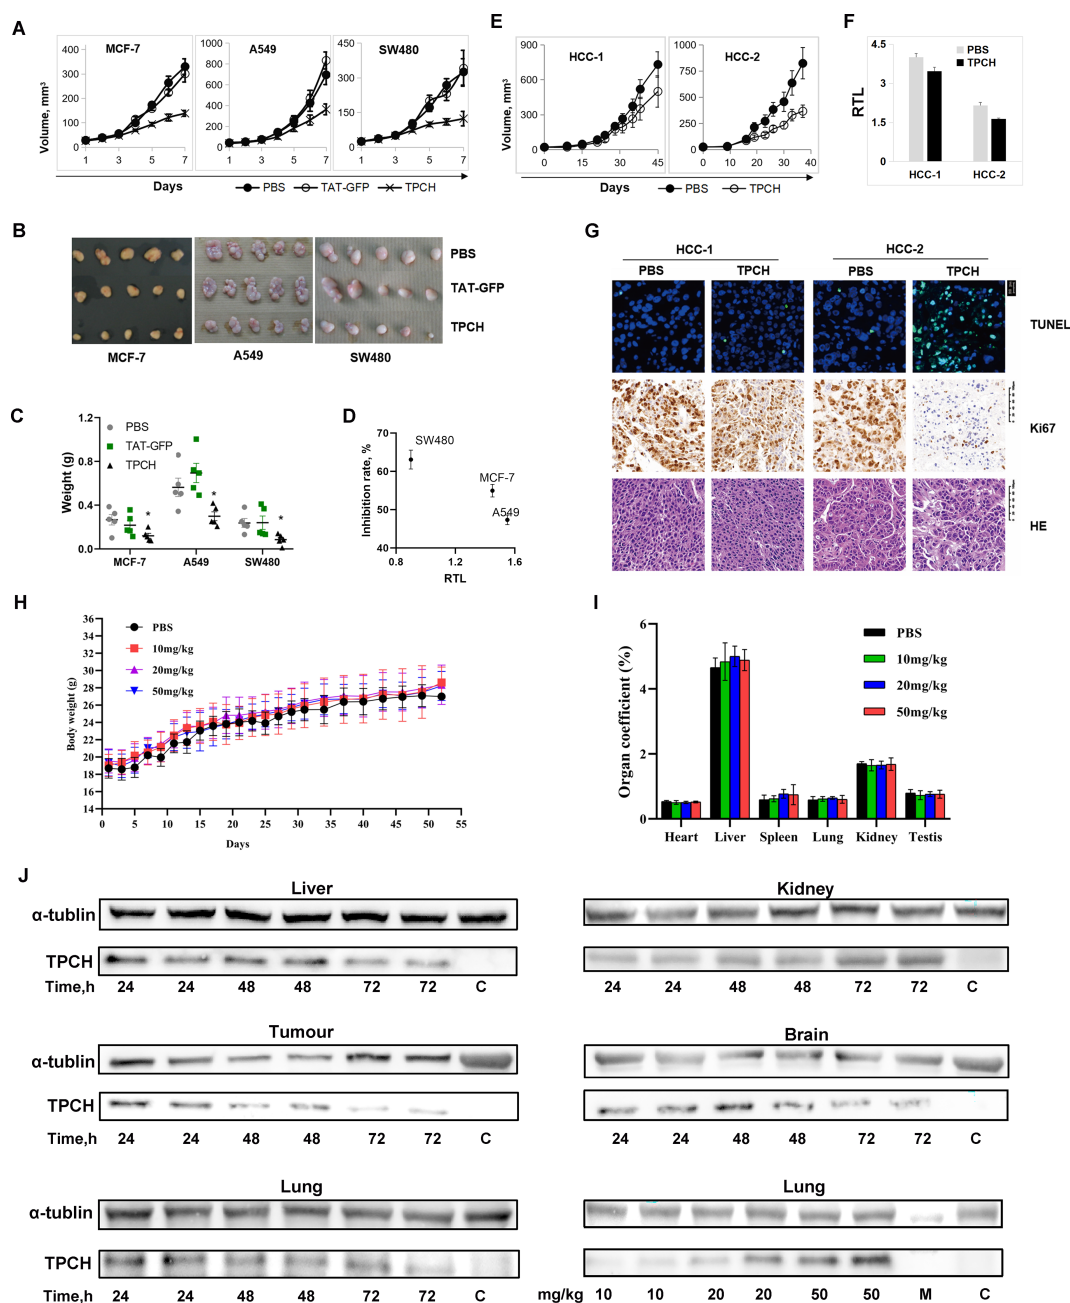 A
MCF-7
A549
SW480
Volume, mm³
400
300
200
100
0
1000
800
600
400
200
0
450
300
150
0
1 3 5 7
1 3 5 7
1 3 5 7
Days
PBS TAT-GFP TPCH
E
HCC-1
HCC-2
Volume, mm³
900
600
300
0
1000
750
500
250
0
0 15 30 45
0 10 20 30 40
Days
PBS TPCH
F
RTL
4.5
3
1.5
0
PBS
TPCH
HCC-1 HCC-2
B
PBS
TAT-GFP
TPCH
MCF-7 A549 SW480
G
HCC-1 HCC-2
PBS TPCH PBS TPCH
TUNEL
Ki67
HE
C
Weight (g)
1.2
0.8
0.4
0.0
PBS
TAT-GFP
TPCH
* * *
MCF-7 A549 SW480
D
Inhibition rate, %
70
60
50
40
SW480
MCF-7
A549
0.8 1.2 1.6
RTL
H
Body weight (g)
36
34
32
30
28
26
24
22
20
18
16
14
PBS
10mg/kg
20mg/kg
50mg/kg
0 5 10 15 20 25 30 35 40 45 50 55
Days
I
Organ coefficient (%)
6
4
2
0
PBS
10mg/kg
20mg/kg
50mg/kg
Heart Liver Spleen Lung Kidney Testis
J
Liver
α-tublin
TPCH
Time,h 24 24 48 48 72 72 C
Kidney
24 24 48 48 72 72 C
Tumour
α-tublin
TPCH
Time,h 24 24 48 48 72 72 C
Brain
24 24 48 48 72 72 C
Lung
α-tublin
TPCH
Time,h 24 24 48 48 72 72 C
Lung
mg/kg 10 10 20 20 50 50 M C